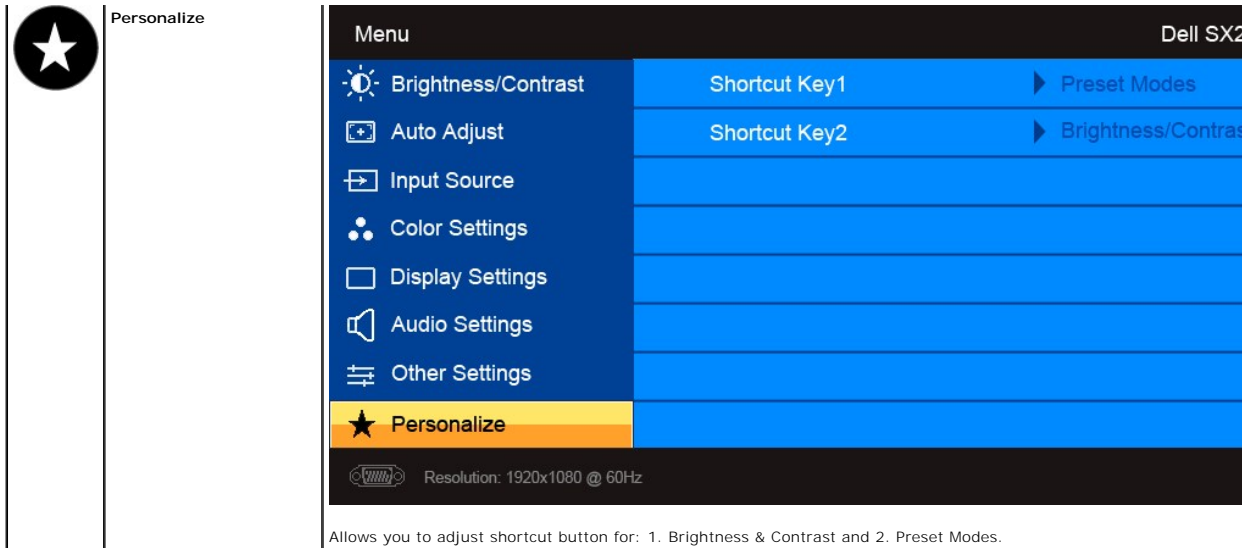 Personalize
Menu Dell SX2
Brightness/Contrast Shortcut Key1 Preset Modes
Auto Adjust Shortcut Key2 Brightness/Contras
Input Source
Color Settings
Display Settings
Audio Settings
Other Settings
Personalize
Resolution: 1920x1080 @ 60Hz
Allows you to adjust shortcut button for: 1. Brightness & Contrast and 2. Preset Modes.